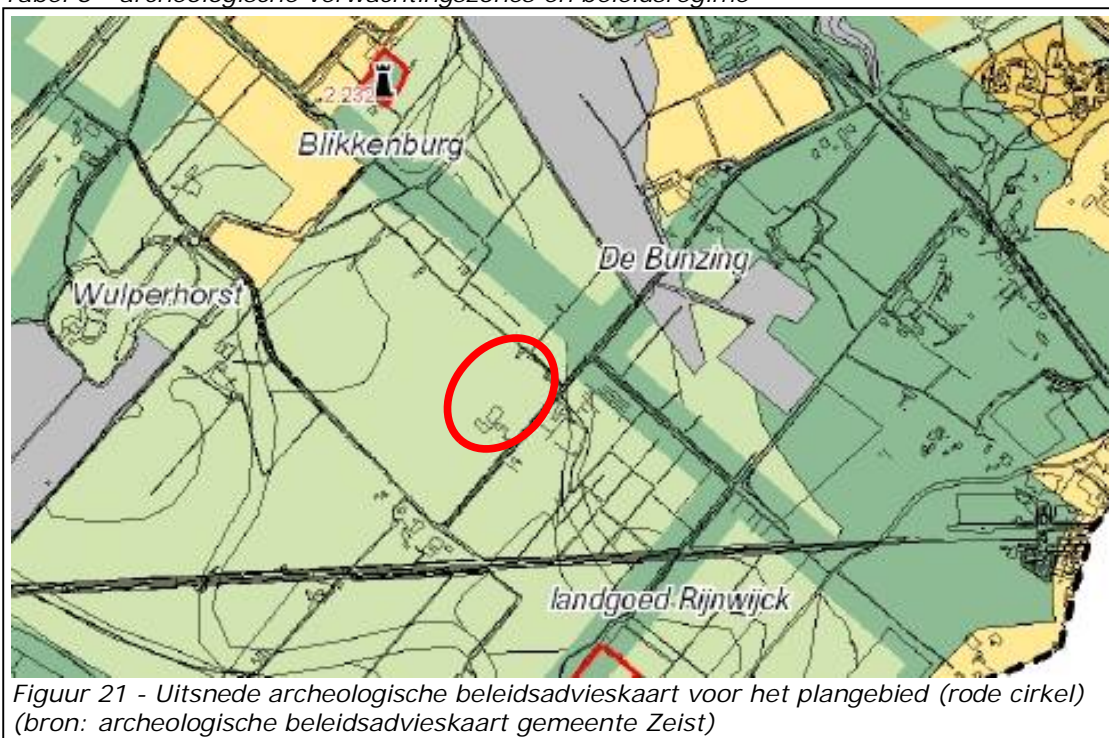 Tabel 3 - archeologische verwachtingszones en beleidsregime
2.232
Blikkenburg
De Bunzing
Wulperhorst
landgoed Rijnwijck
Figuur 21 - Uitsnede archeologische beleidsadvieskaart voor het plangebied (rode cirkel)
(bron: archeologische beleidsadvieskaart gemeente Zeist)